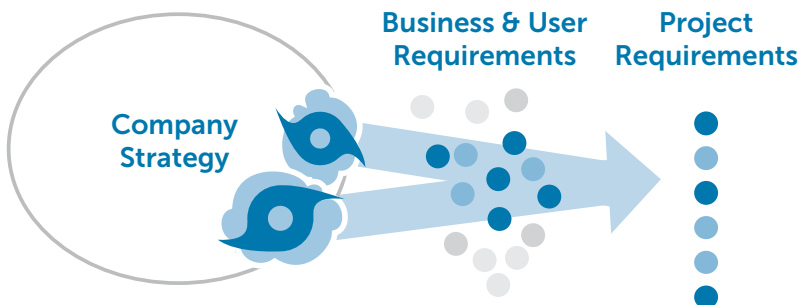 Business & User
Requirements
Project
Requirements
Company
Strategy